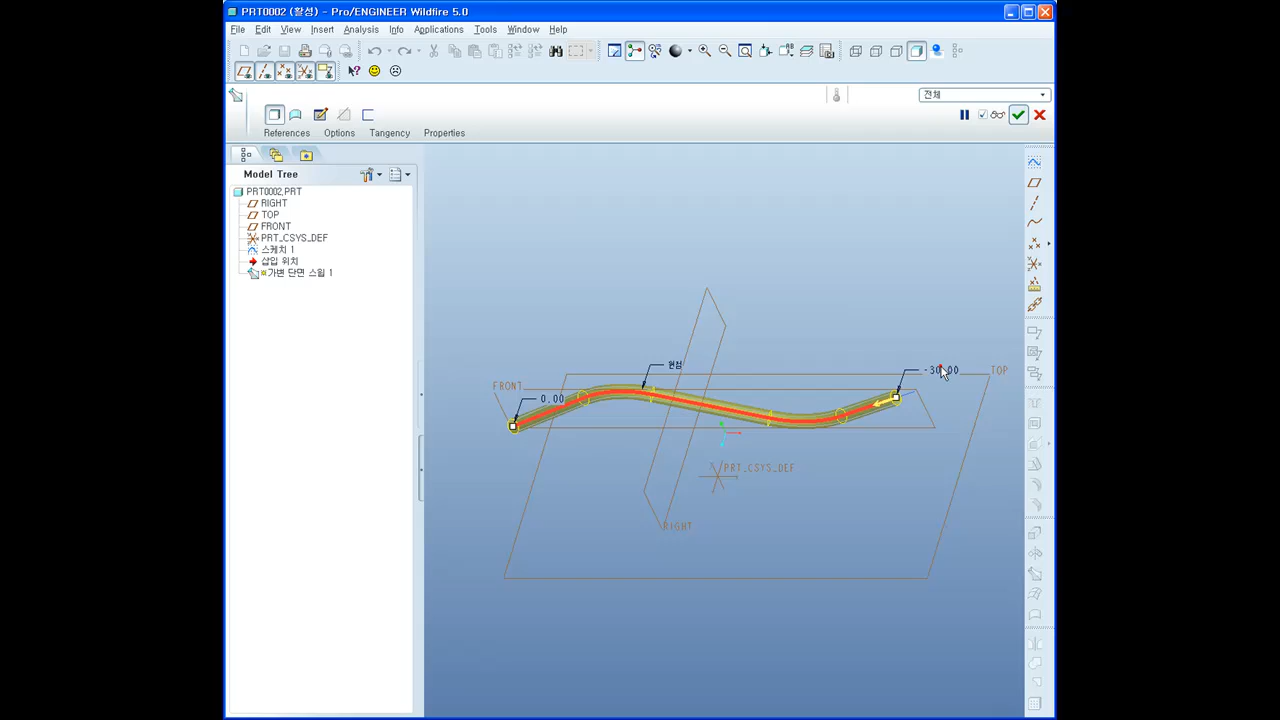 PRT0002 (활성) - Pro/ENGINEER Wildfire 5.0
File Edit View Insert Analysis Info Applications Tools Window Help
전체
References Options Tangency Properties
Model Tree
PRT0002.PRT
RIGHT
TOP
FRONT
PRT_CSYS_DEF
스케치 1
삽입 위치
가변 단면 스윕 1
원점
-30.00
TOP
FRONT
0.00
PRT_CSYS_DEF
RIGHT